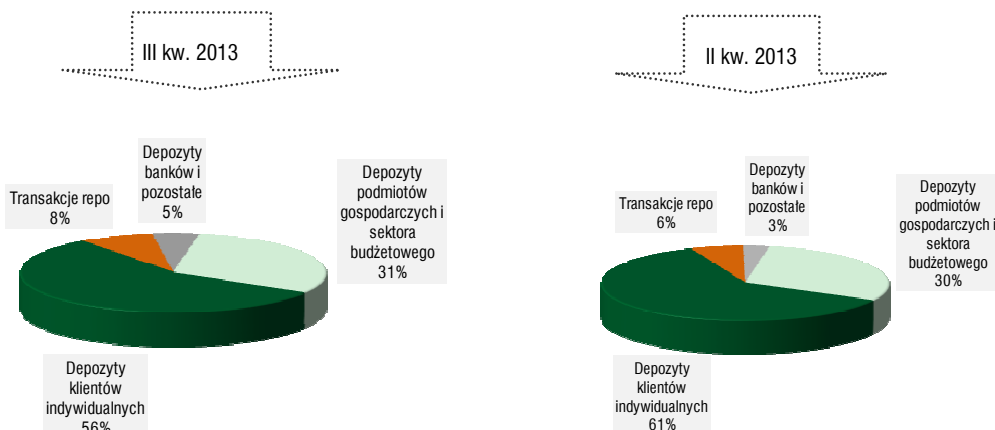 III kw. 2013
Depozyty
banków i
pozostałe
5%
Transakcje repo
8%
Depozyty
podmiotów
gospodarczych i
sektora
budżetowego
31%
Depozyty
klientów
indywidualnych
56%
II kw. 2013
Depozyty
banków i
pozostałe
3%
Transakcje repo
6%
Depozyty
podmiotów
gospodarczych i
sektora
budżetowego
30%
Depozyty
klientów
indywidualnych
61%